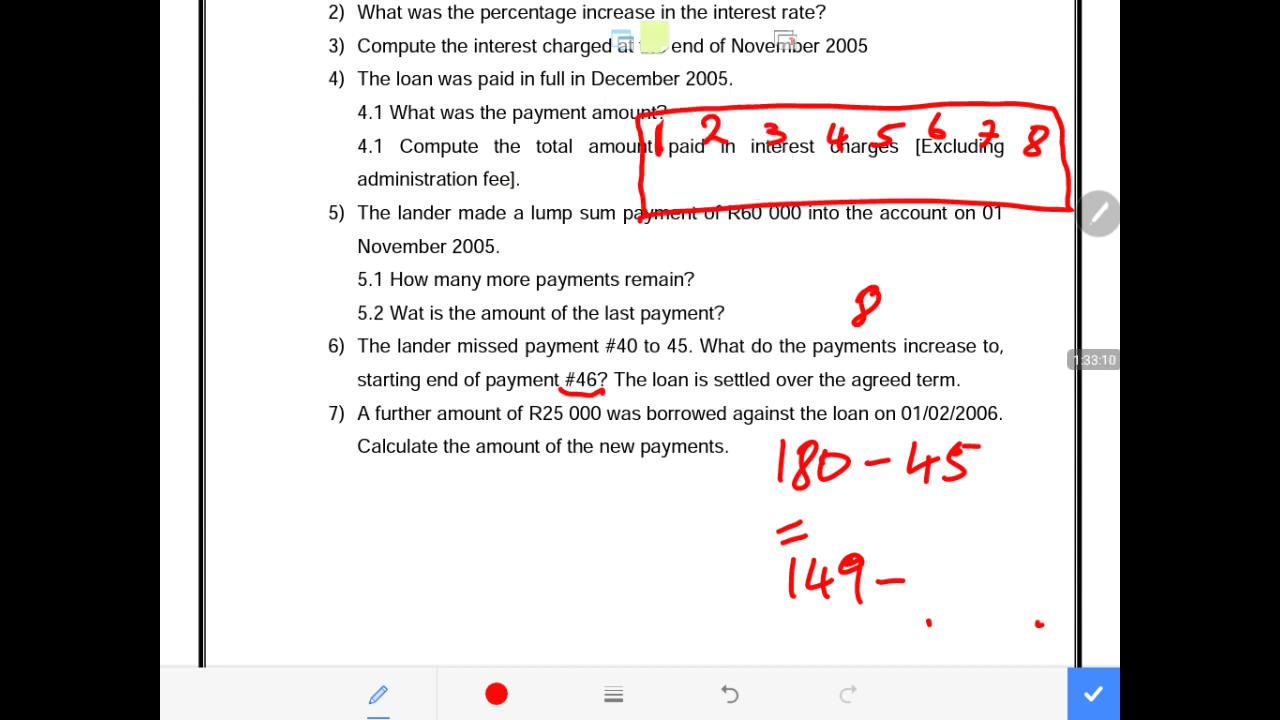 2) What was the percentage increase in the interest rate?
3) Compute the interest charged at the end of November 2005
4) The loan was paid in full in December 2005.
4.1 What was the payment amount?
1 2 3 4 5 6 7 8
4.1 Compute the total amount paid in interest charges [Excluding
administration fee].
5) The lander made a lump sum payment of R60 000 into the account on 01
November 2005.
5.1 How many more payments remain?
8
5.2 Wat is the amount of the last payment?
6) The lander missed payment #40 to 45. What do the payments increase to,
1:33:10
starting end of payment #46? The loan is settled over the agreed term.
7) A further amount of R25 000 was borrowed against the loan on 01/02/2006.
Calculate the amount of the new payments.
180 - 45
=
149 -